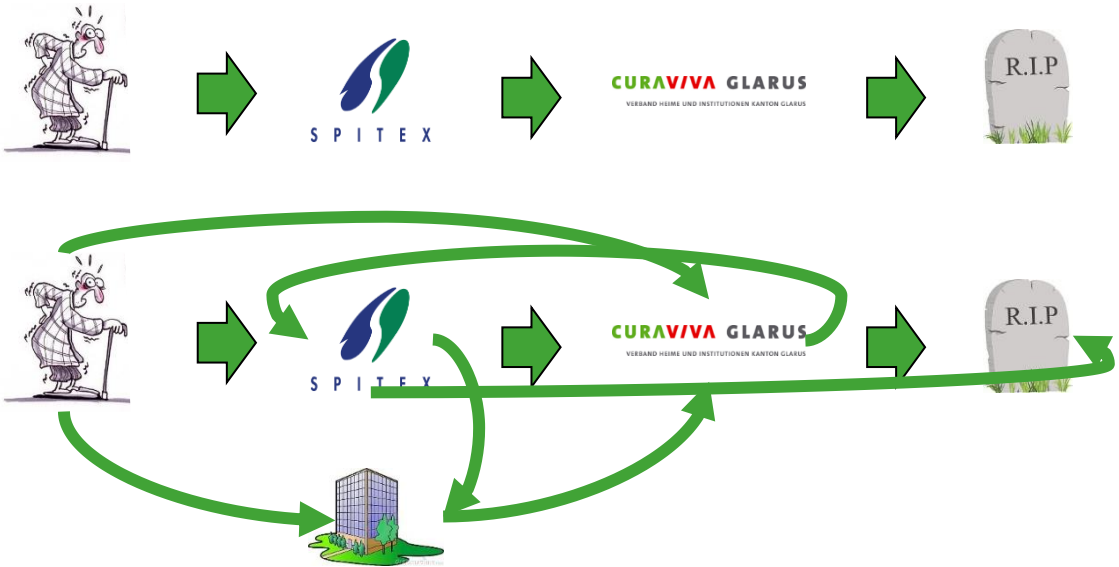 SPITEX
CURAVIVA GLARUS
VERBAND HEIME UND INSTITUTIONEN KANTON GLARUS
R.I.P
SPITEX
CURAVIVA GLARUS
VERBAND HEIME UND INSTITUTIONEN KANTON GLARUS
R.I.P